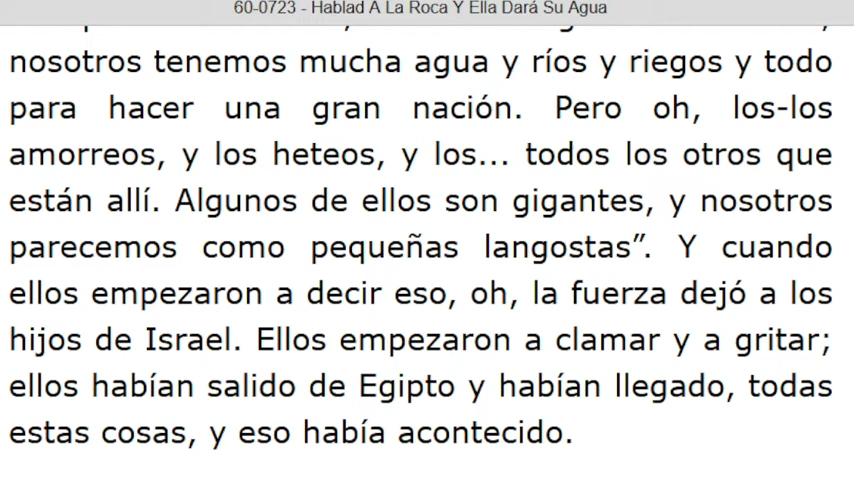 60-0723 - Hablad A La Roca Y Ella Dará Su Agua
nosotros tenemos mucha agua y ríos y riegos y todo
para hacer una gran nación. Pero oh, los-los
amorreos, y los heteos, y los... todos los otros que
están allí. Algunos de ellos son gigantes, y nosotros
parecemos como pequeñas langostas”. Y cuando
ellos empezaron a decir eso, oh, la fuerza dejó a los
hijos de Israel. Ellos empezaron a clamar y a gritar;
ellos habían salido de Egipto y habían llegado, todas
estas cosas, y eso había acontecido.